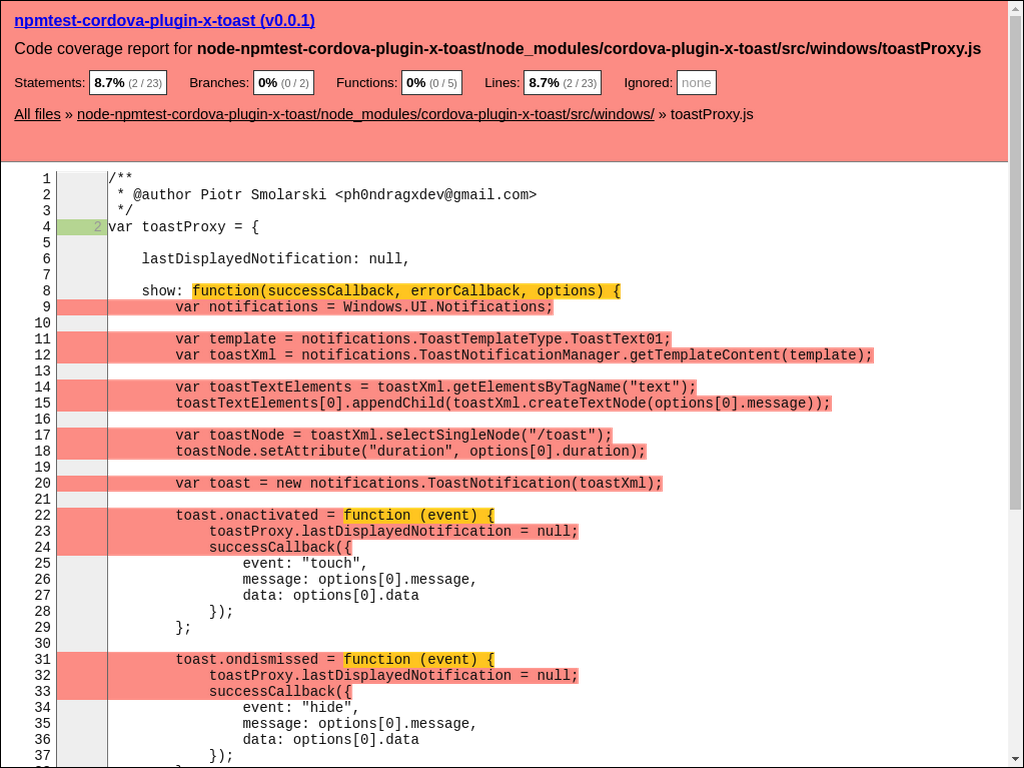 npmtest-cordova-plugin-x-toast (v0.0.1)
Code coverage report for node-npmtest-cordova-plugin-x-toast/node_modules/cordova-plugin-x-toast/src/windows/toastProxy.js
Statements: 8.7% (2 / 23) Branches: 0% (0 / 2) Functions: 0% (0 / 5) Lines: 8.7% (2 / 23) Ignored: none
All files » node-npmtest-cordova-plugin-x-toast/node_modules/cordova-plugin-x-toast/src/windows/ » toastProxy.js
1 /**
2 * @author Piotr Smolarski <ph0ndragxdev@gmail.com>
3 */
4 2 var toastProxy = {
5
6 lastDisplayedNotification: null,
7
8 show: function(successCallback, errorCallback, options) {
9 var notifications = Windows.UI.Notifications;
10
11 var template = notifications.ToastTemplateType.ToastText01;
12 var toastXml = notifications.ToastNotificationManager.getTemplateContent(template);
13
14 var toastTextElements = toastXml.getElementsByTagName("text");
15 toastTextElements[0].appendChild(toastXml.createTextNode(options[0].message));
16
17 var toastNode = toastXml.selectSingleNode("/toast");
18 toastNode.setAttribute("duration", options[0].duration);
19
20 var toast = new notifications.ToastNotification(toastXml);
21
22 toast.onactivated = function (event) {
23 toastProxy.lastDisplayedNotification = null;
24 successCallback({
25 event: "touch",
26 message: options[0].message,
27 data: options[0].data
28 });
29 };
30
31 toast.ondismissed = function (event) {
32 toastProxy.lastDisplayedNotification = null;
33 successCallback({
34 event: "hide",
35 message: options[0].message,
36 data: options[0].data
37 });